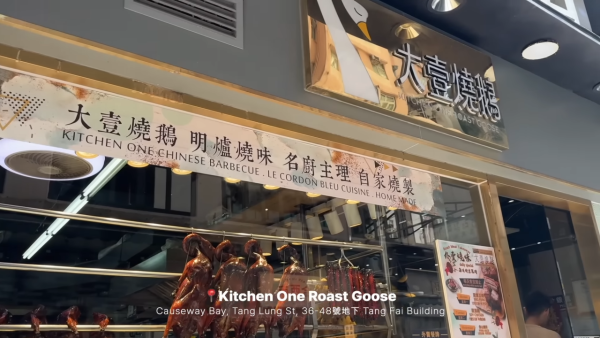 大壹燒鵝
大壹燒鵝 明爐燒味 名廚主理 自家燒製
KITCHEN ONE CHINESE BARBECUE . LE CORDON BLEU CUISINE . HOME MADE
Kitchen One Roast Goose
Causeway Bay, Tang Lung St, 36-48號地下 Tang Fai Building